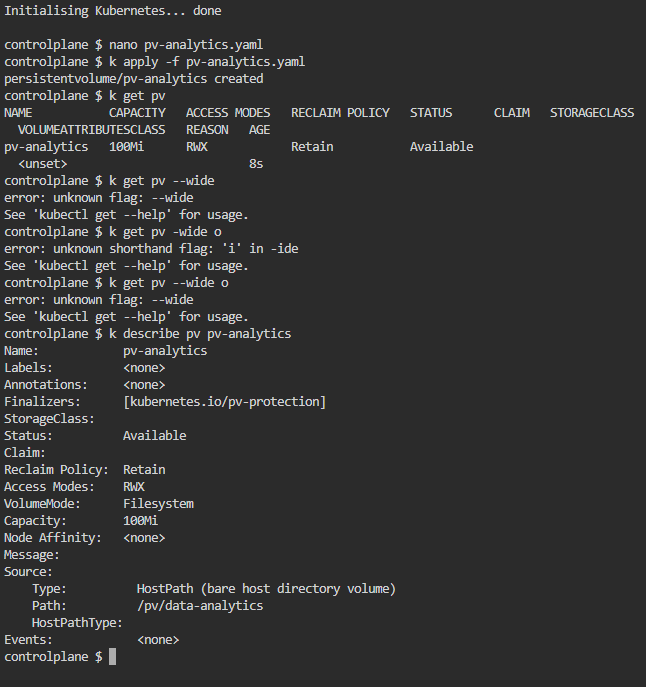 Initialising Kubernetes... done

controlplane $ nano pv-analytics.yaml
controlplane $ k apply -f pv-analytics.yaml
persistentvolume/pv-analytics created
controlplane $ k get pv
NAME           CAPACITY   ACCESS MODES   RECLAIM POLICY   STATUS      CLAIM   STORAGECLASS
  VOLUMEATTRIBUTESCLASS   REASON   AGE
pv-analytics   100Mi      RWX            Retain           Available
  <unset>                          8s
controlplane $ k get pv --wide
error: unknown flag: --wide
See 'kubectl get --help' for usage.
controlplane $ k get pv -wide o
error: unknown shorthand flag: 'i' in -ide
See 'kubectl get --help' for usage.
controlplane $ k get pv --wide o
error: unknown flag: --wide
See 'kubectl get --help' for usage.
controlplane $ k describe pv pv-analytics
Name:            pv-analytics
Labels:          <none>
Annotations:     <none>
Finalizers:      [kubernetes.io/pv-protection]
StorageClass:
Status:          Available
Claim:
Reclaim Policy:  Retain
Access Modes:    RWX
VolumeMode:      Filesystem
Capacity:        100Mi
Node Affinity:   <none>
Message:
Source:
    Type:          HostPath (bare host directory volume)
    Path:          /pv/data-analytics
    HostPathType:
Events:            <none>
controlplane $